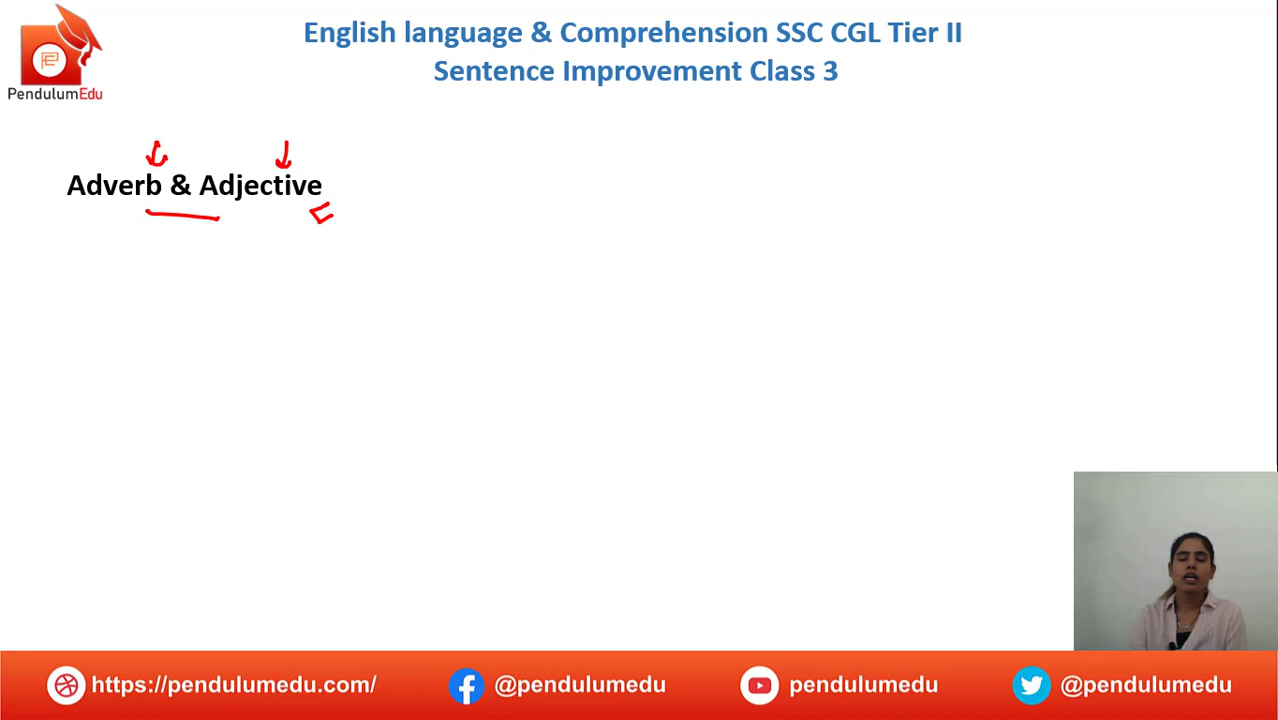 English language & Comprehension SSC CGL Tier II
Sentence Improvement Class 3
PendulumEdu
Adverb & Adjective
https://pendulumedu.com/ @pendulumedu pendulumedu @pendulumedu